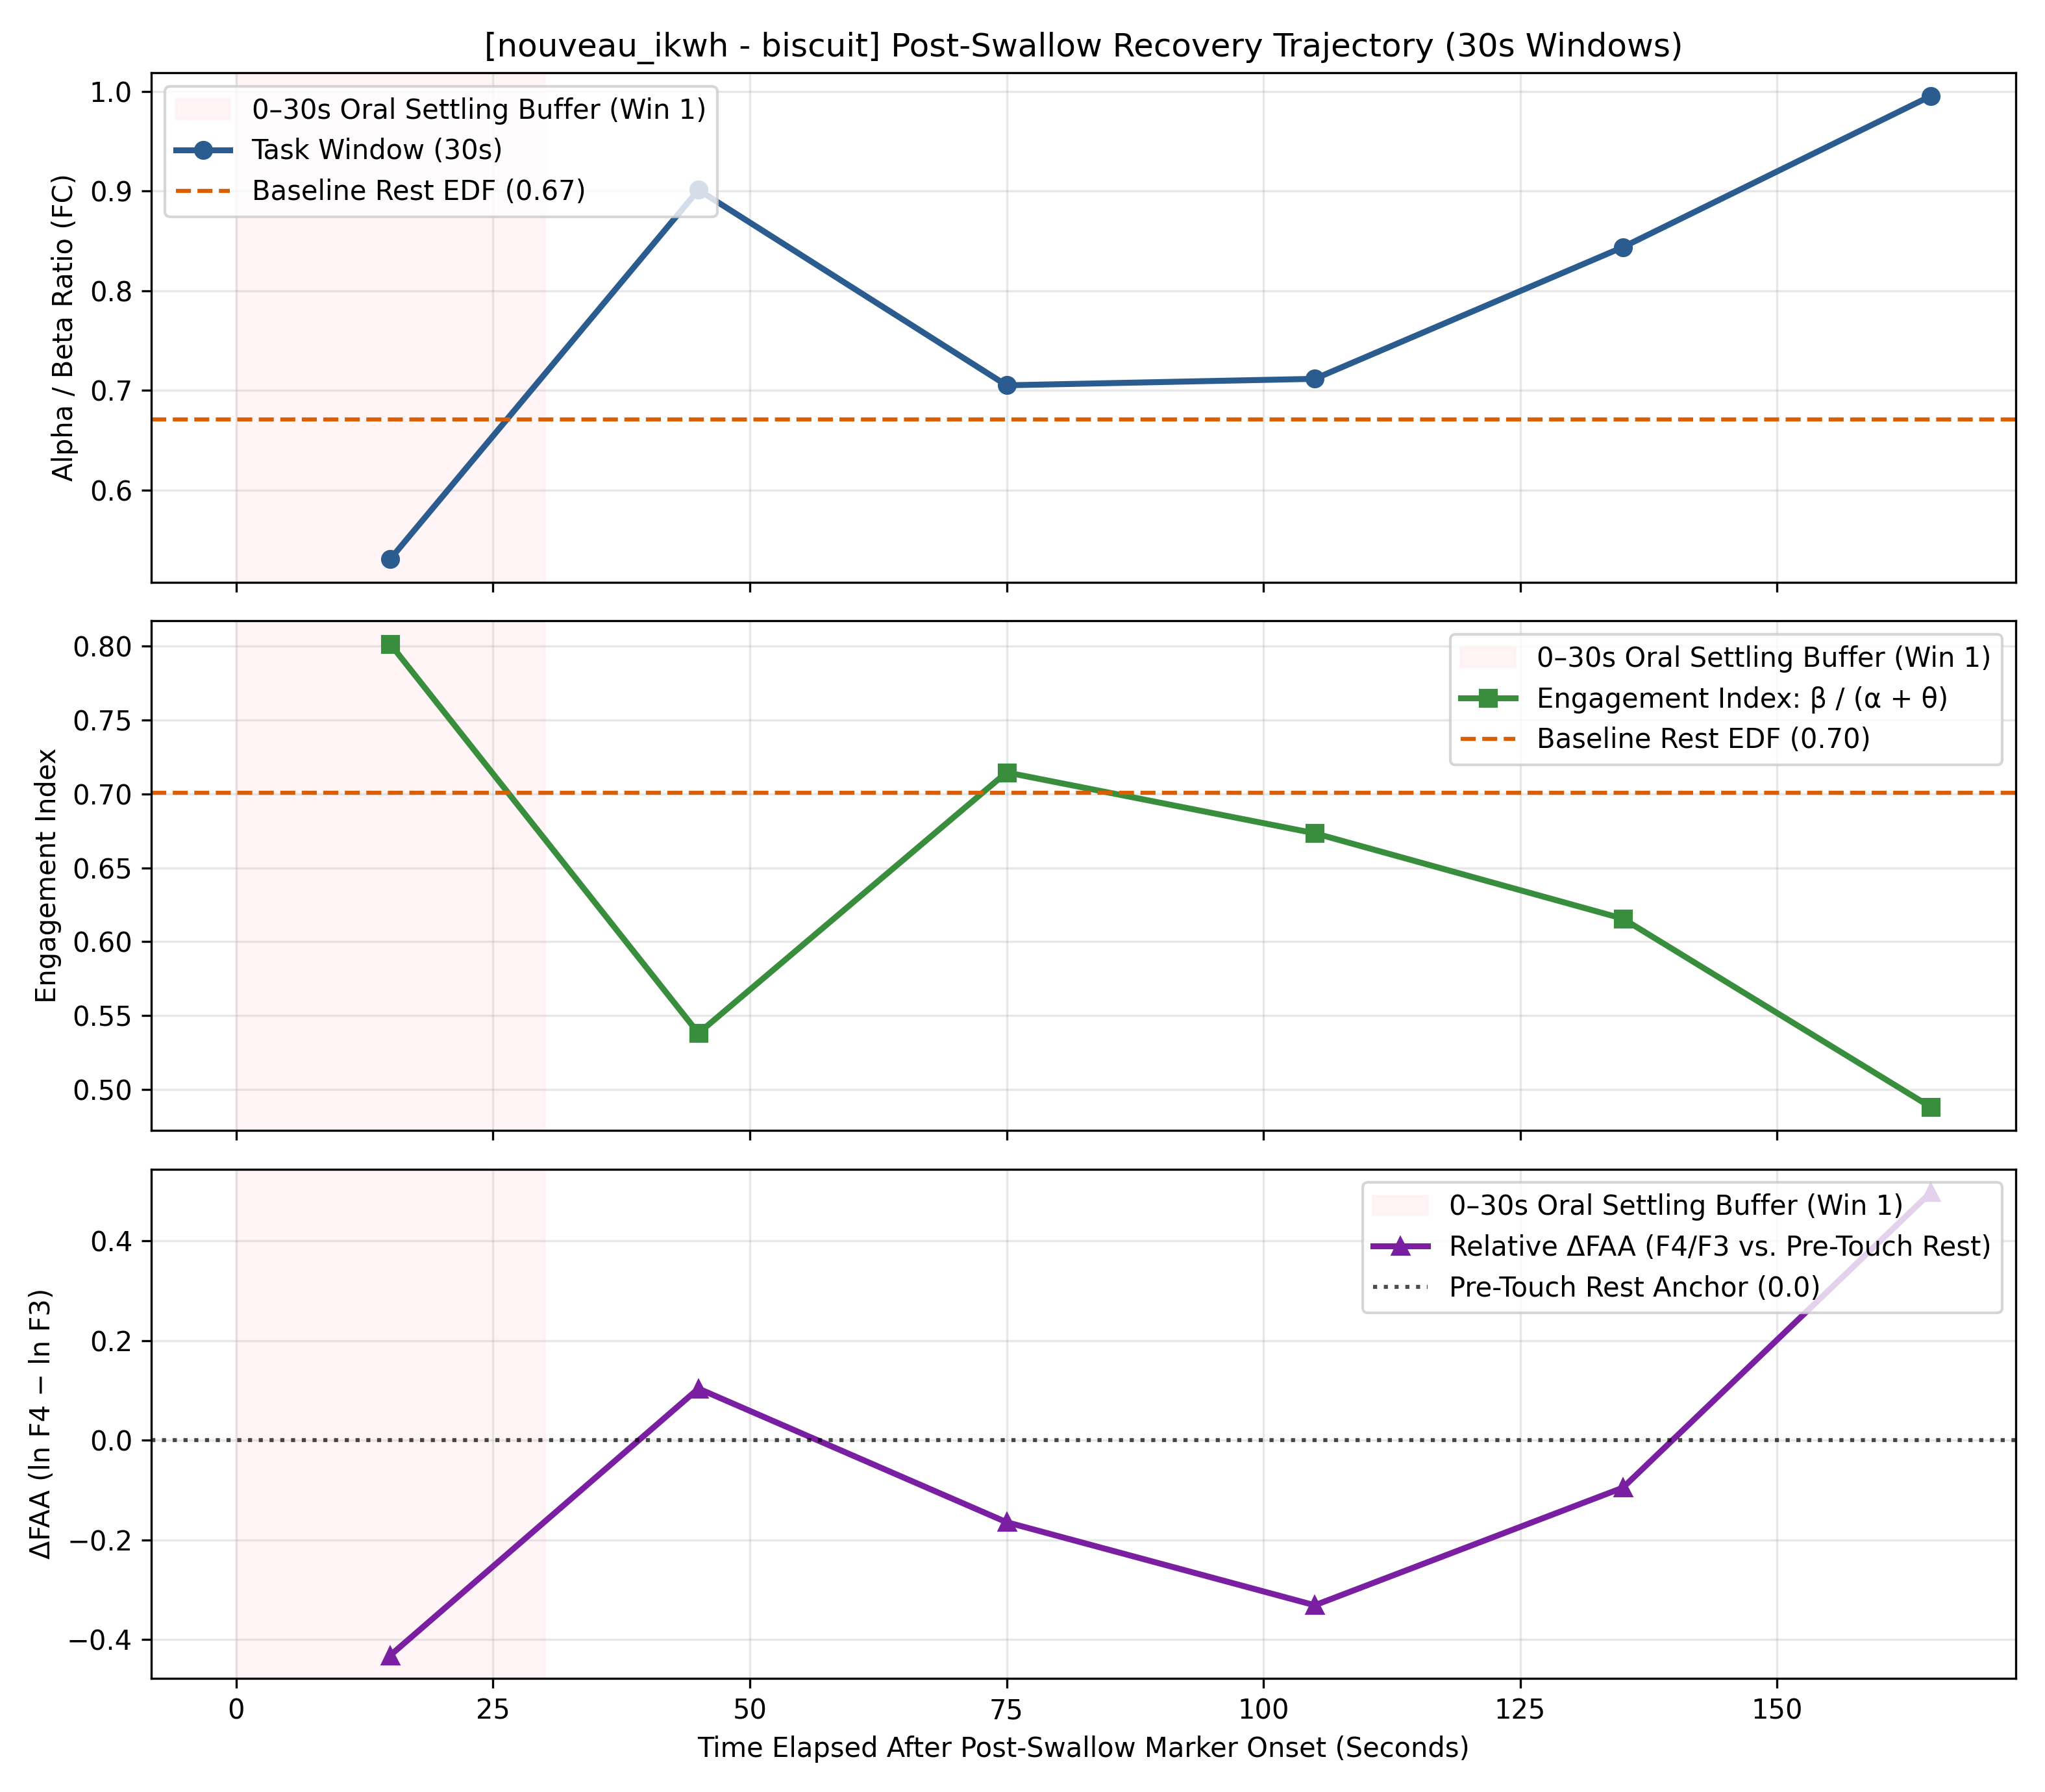 [nouveau_ikwh - biscuit] Post-Swallow Recovery Trajectory (30s Windows)
Alpha / Beta Ratio (FC)
1.0
0.9
0.8
0.7
0.6
0–30s Oral Settling Buffer (Win 1)
Task Window (30s)
Baseline Rest EDF (0.67)
Engagement Index
0.80
0.75
0.70
0.65
0.60
0.55
0.50
0–30s Oral Settling Buffer (Win 1)
Engagement Index: β / (α + θ)
Baseline Rest EDF (0.70)
ΔFAA (ln F4 − ln F3)
0.4
0.2
0.0
−0.2
−0.4
0–30s Oral Settling Buffer (Win 1)
Relative ΔFAA (F4/F3 vs. Pre-Touch Rest)
Pre-Touch Rest Anchor (0.0)
0 25 50 75 100 125 150
Time Elapsed After Post-Swallow Marker Onset (Seconds)